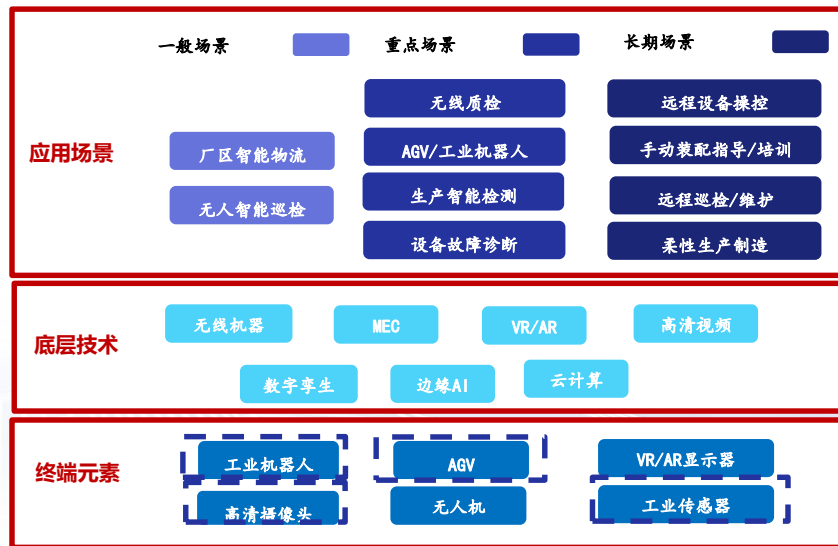 一般场景
重点场景
长期场景
应用场景
无线质检
远程设备操控
厂区智能物流
AGV/工业机器人
手动装配指导/培训
无人智能巡检
生产智能检测
远程巡检/维护
设备故障诊断
柔性生产制造
底层技术
无线机器
MEC
VR/AR
高清视频
数字孪生
边缘AI
云计算
终端元素
工业机器人
AGV
VR/AR显示器
高清摄像头
无人机
工业传感器